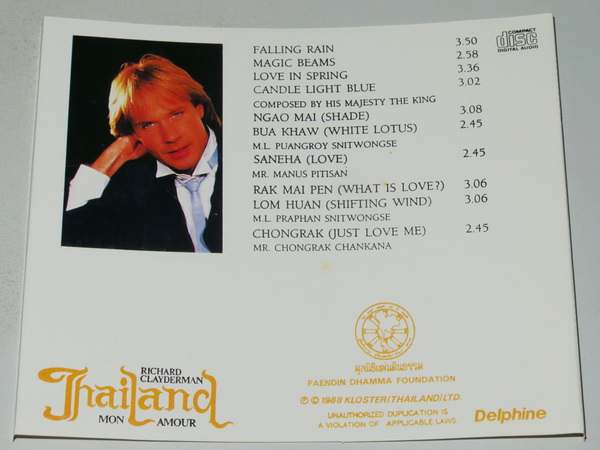 FALLING RAIN 3.50
MAGIC BEAMS 2.58
LOVE IN SPRING 3.36
CANDLE LIGHT BLUE 3.02
COMPOSED BY HIS MAJESTY THE KING
NGAO MAI (SHADE) 3.08
BUA KHAW (WHITE LOTUS) 2.45
M.L. PUANGROY SNITWONGSE
SANEHA (LOVE) 2.45
MR. MANUS PITISAN
RAK MAI PEN (WHAT IS LOVE?) 3.06
LOM HUAN (SHIFTING WIND) 3.06
M.L. PRAPHAN SNITWONGSE
CHONGRAK (JUST LOVE ME) 2.45
MR. CHONGRAK CHANKANA
COMPACT
disc
DIGITAL AUDIO
RICHARD
CLAYDERMAN
Thailand
MON AMOUR
มูลนิธิแผ่นดินธรรม
PAENDIN DHAMMA FOUNDATION
℗ © 1988 KLOSTER (THAILAND) LTD.
UNAUTHORIZED DUPLICATION IS
A VIOLATION OF APPLICABLE LAWS.
Delphine